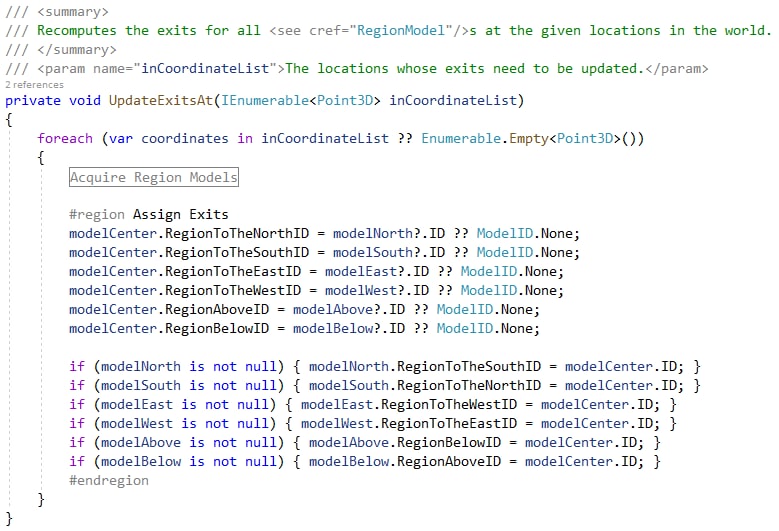 /// <summary>
/// Recomputes the exits for all <see cref="RegionModel"/>s at the given locations in the world.
/// </summary>
/// <param name="inCoordinateList">The locations whose exits need to be updated.</param>
2 references
private void UpdateExitsAt(IEnumerable<Point3D> inCoordinateList)
{
    foreach (var coordinates in inCoordinateList ?? Enumerable.Empty<Point3D>())
    {
        Acquire Region Models

        #region Assign Exits
        modelCenter.RegionToTheNorthID = modelNorth?.ID ?? ModelID.None;
        modelCenter.RegionToTheSouthID = modelSouth?.ID ?? ModelID.None;
        modelCenter.RegionToTheEastID = modelEast?.ID ?? ModelID.None;
        modelCenter.RegionToTheWestID = modelWest?.ID ?? ModelID.None;
        modelCenter.RegionAboveID = modelAbove?.ID ?? ModelID.None;
        modelCenter.RegionBelowID = modelBelow?.ID ?? ModelID.None;

        if (modelNorth is not null) { modelNorth.RegionToTheSouthID = modelCenter.ID; }
        if (modelSouth is not null) { modelSouth.RegionToTheNorthID = modelCenter.ID; }
        if (modelEast is not null) { modelEast.RegionToTheWestID = modelCenter.ID; }
        if (modelWest is not null) { modelWest.RegionToTheEastID = modelCenter.ID; }
        if (modelAbove is not null) { modelAbove.RegionBelowID = modelCenter.ID; }
        if (modelBelow is not null) { modelBelow.RegionAboveID = modelCenter.ID; }
        #endregion
    }
}